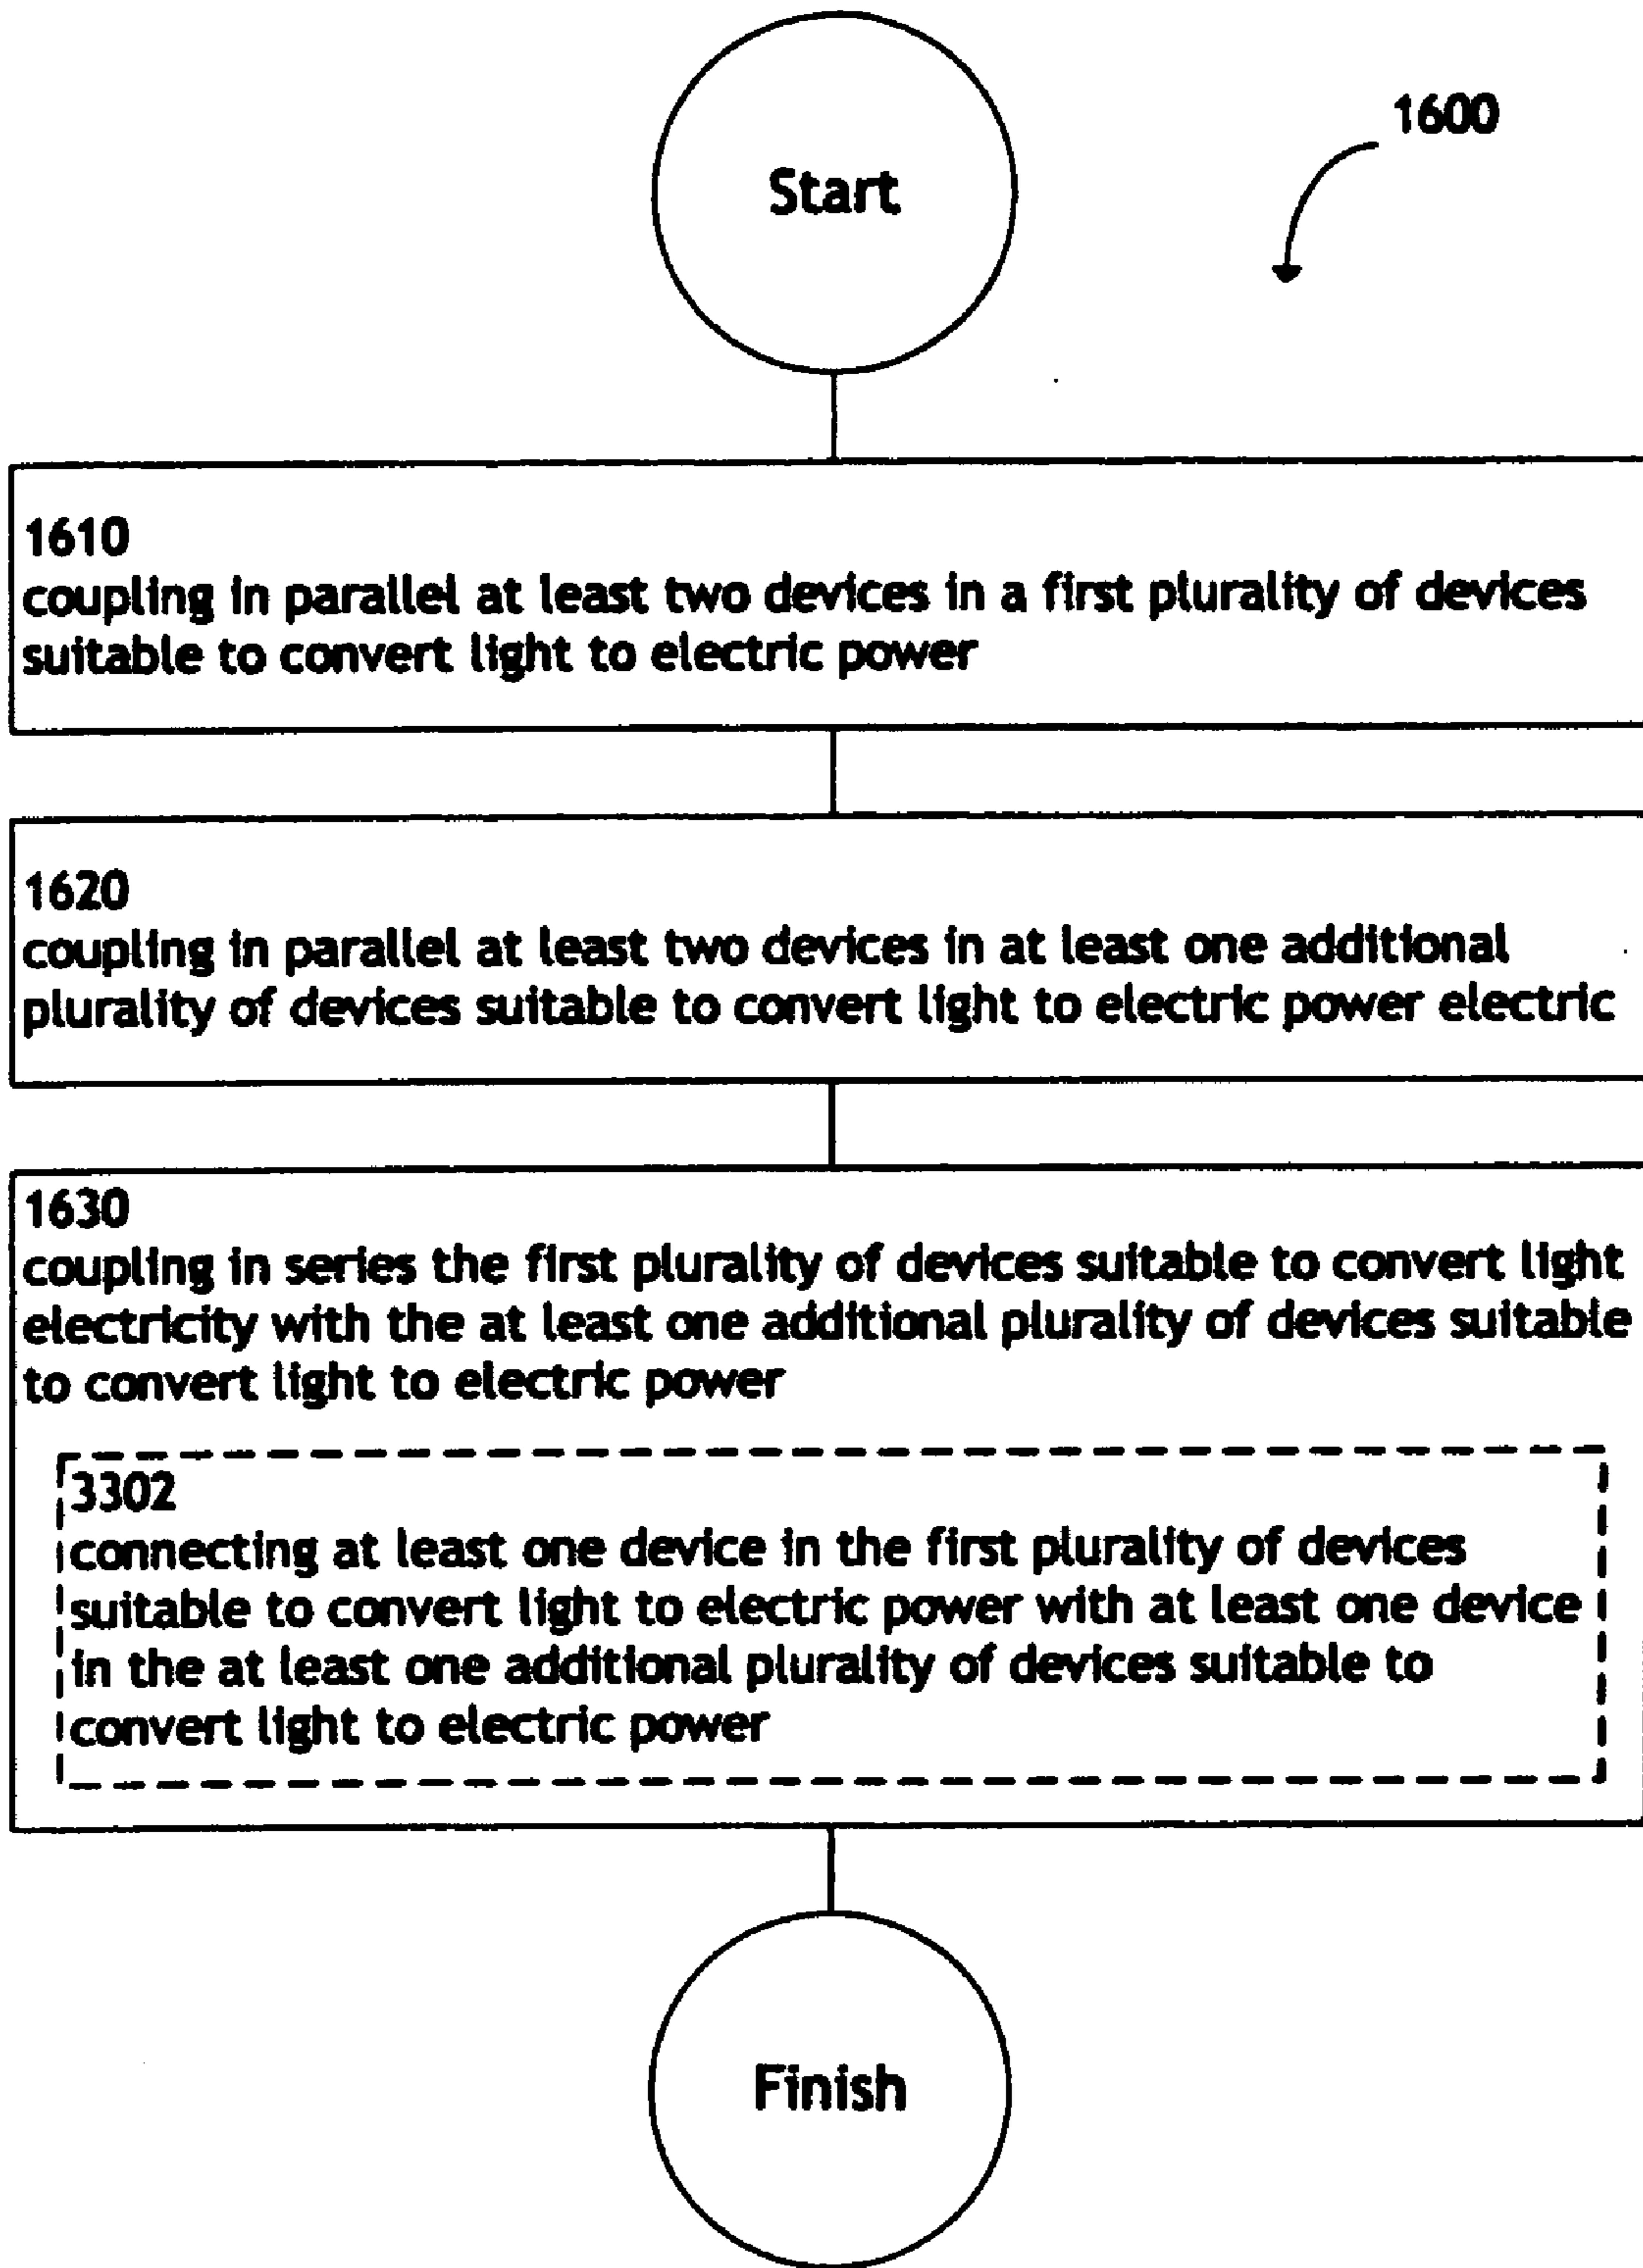 Start
1600
1610
coupling in parallel at least two devices in a first plurality of devices
suitable to convert light to electric power
1620
coupling in parallel at least two devices in at least one additional
plurality of devices suitable to convert light to electric power electric
1630
coupling in series the first plurality of devices suitable to convert light
electricity with the at least one additional plurality of devices suitable
to convert light to electric power
3302
connecting at least one device in the first plurality of devices
suitable to convert light to electric power with at least one device
in the at least one additional plurality of devices suitable to
convert light to electric power
Finish